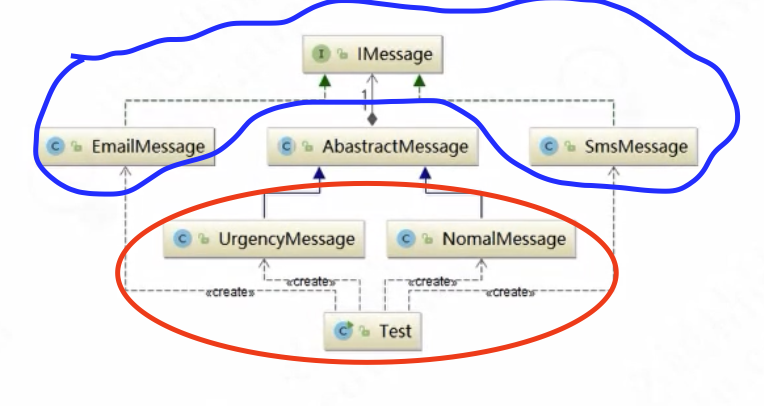 I IMessage
1
C EmailMessage
C AbastractMessage
C SmsMessage
C UrgencyMessage
C NomalMessage
«create»
«create»
«create»
«create»
C Test